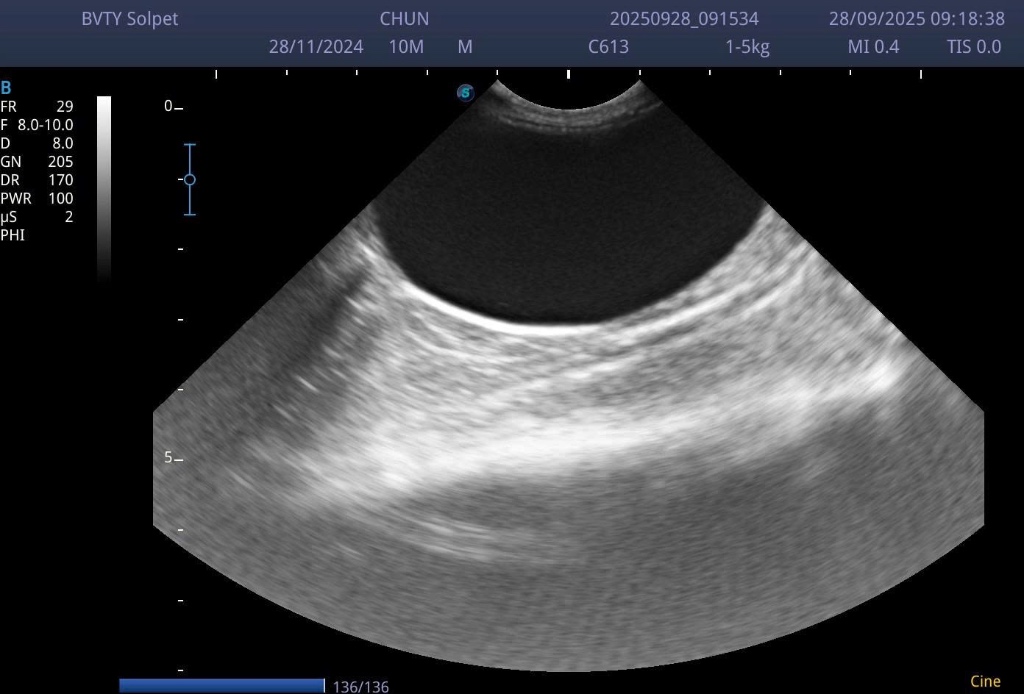 BVTY Solpet CHUN 20250928_091534 28/09/2025 09:18:38
28/11/2024 10M M C613 1-5kg MI 0.4 TIS 0.0
B
FR 29
F 8.0-10.0
D 8.0
GN 205
DR 170
PWR 100
µS 2
PHI
S
0
5
136/136
Cine